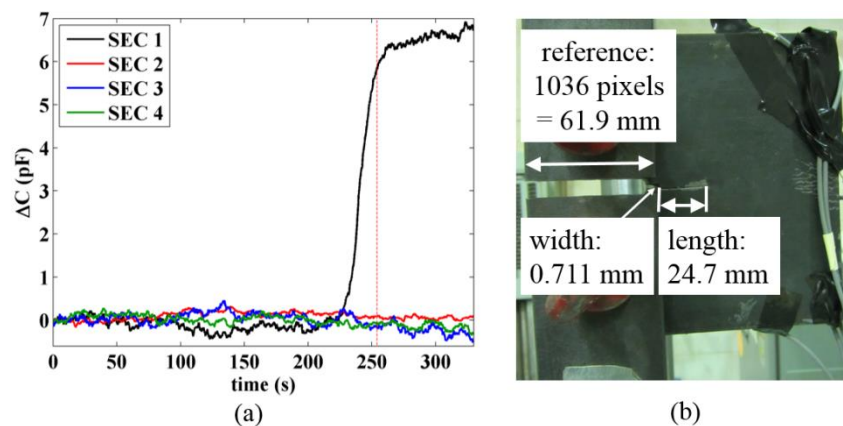 7
6
5
4
3
2
1
0
ΔC (pF)
SEC 1
SEC 2
SEC 3
SEC 4
0 50 100 150 200 250 300
time (s)
(a)
reference:
1036 pixels
= 61.9 mm
width:
0.711 mm
length:
24.7 mm
(b)